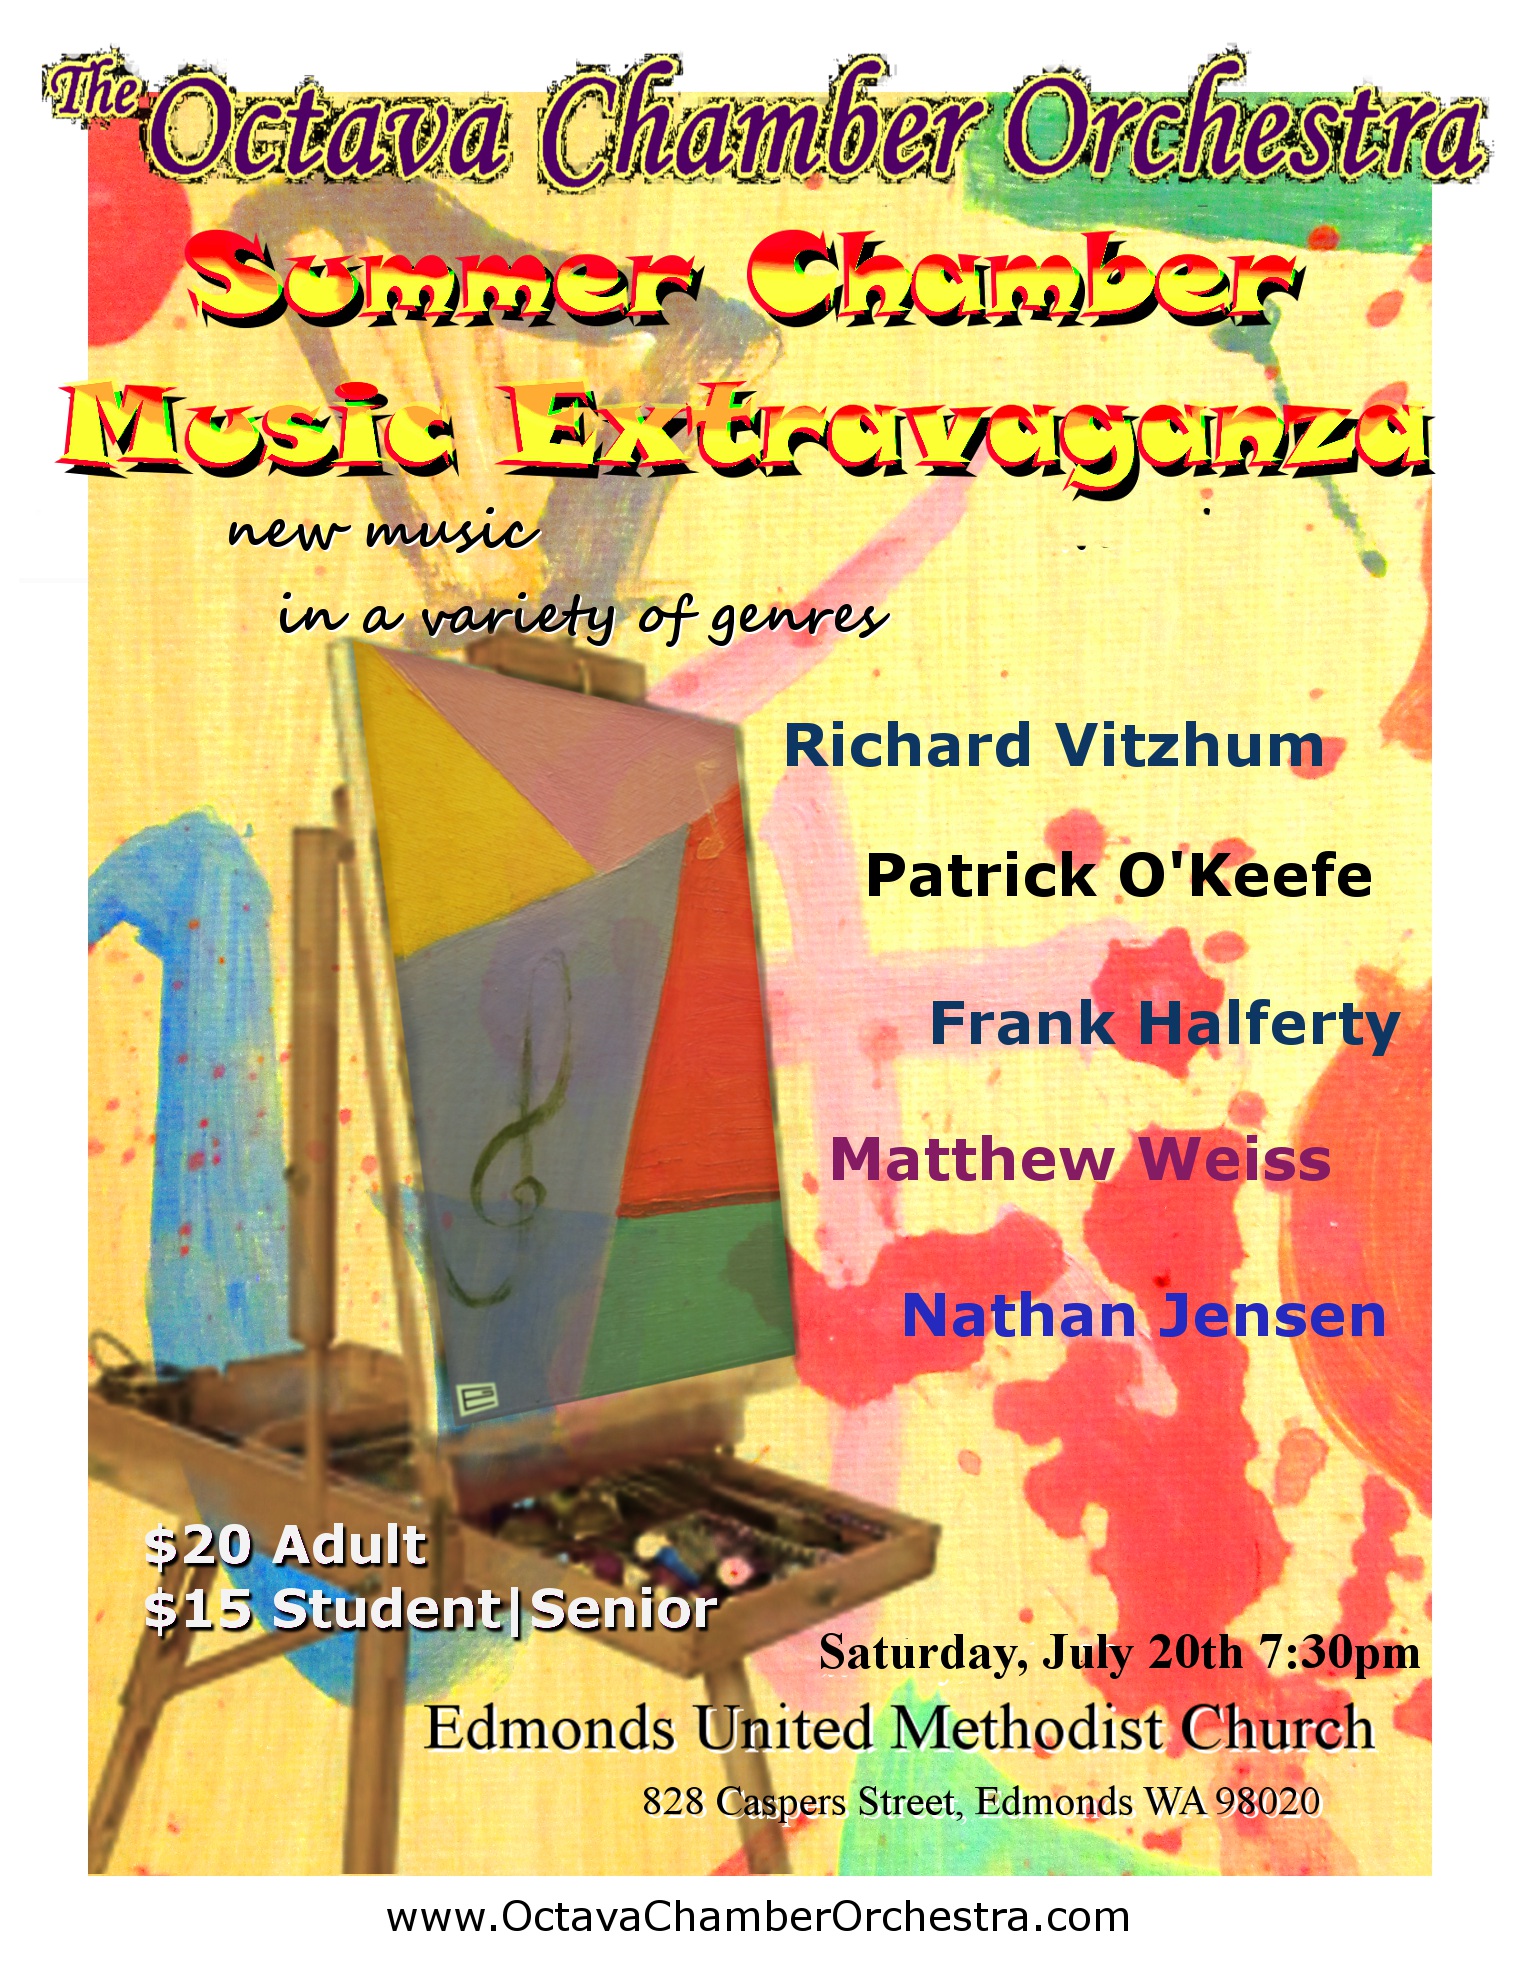 The Octava Chamber Orchestra
Summer Chamber
Music Extravaganza
new music
in a variety of genres
Richard Vitzhum
Patrick O'Keefe
Frank Halferty
Matthew Weiss
Nathan Jensen
$20 Adult
$15 Student|Senior
Saturday, July 20th 7:30pm
Edmonds United Methodist Church
828 Caspers Street, Edmonds WA 98020
www.OctavaChamberOrchestra.com